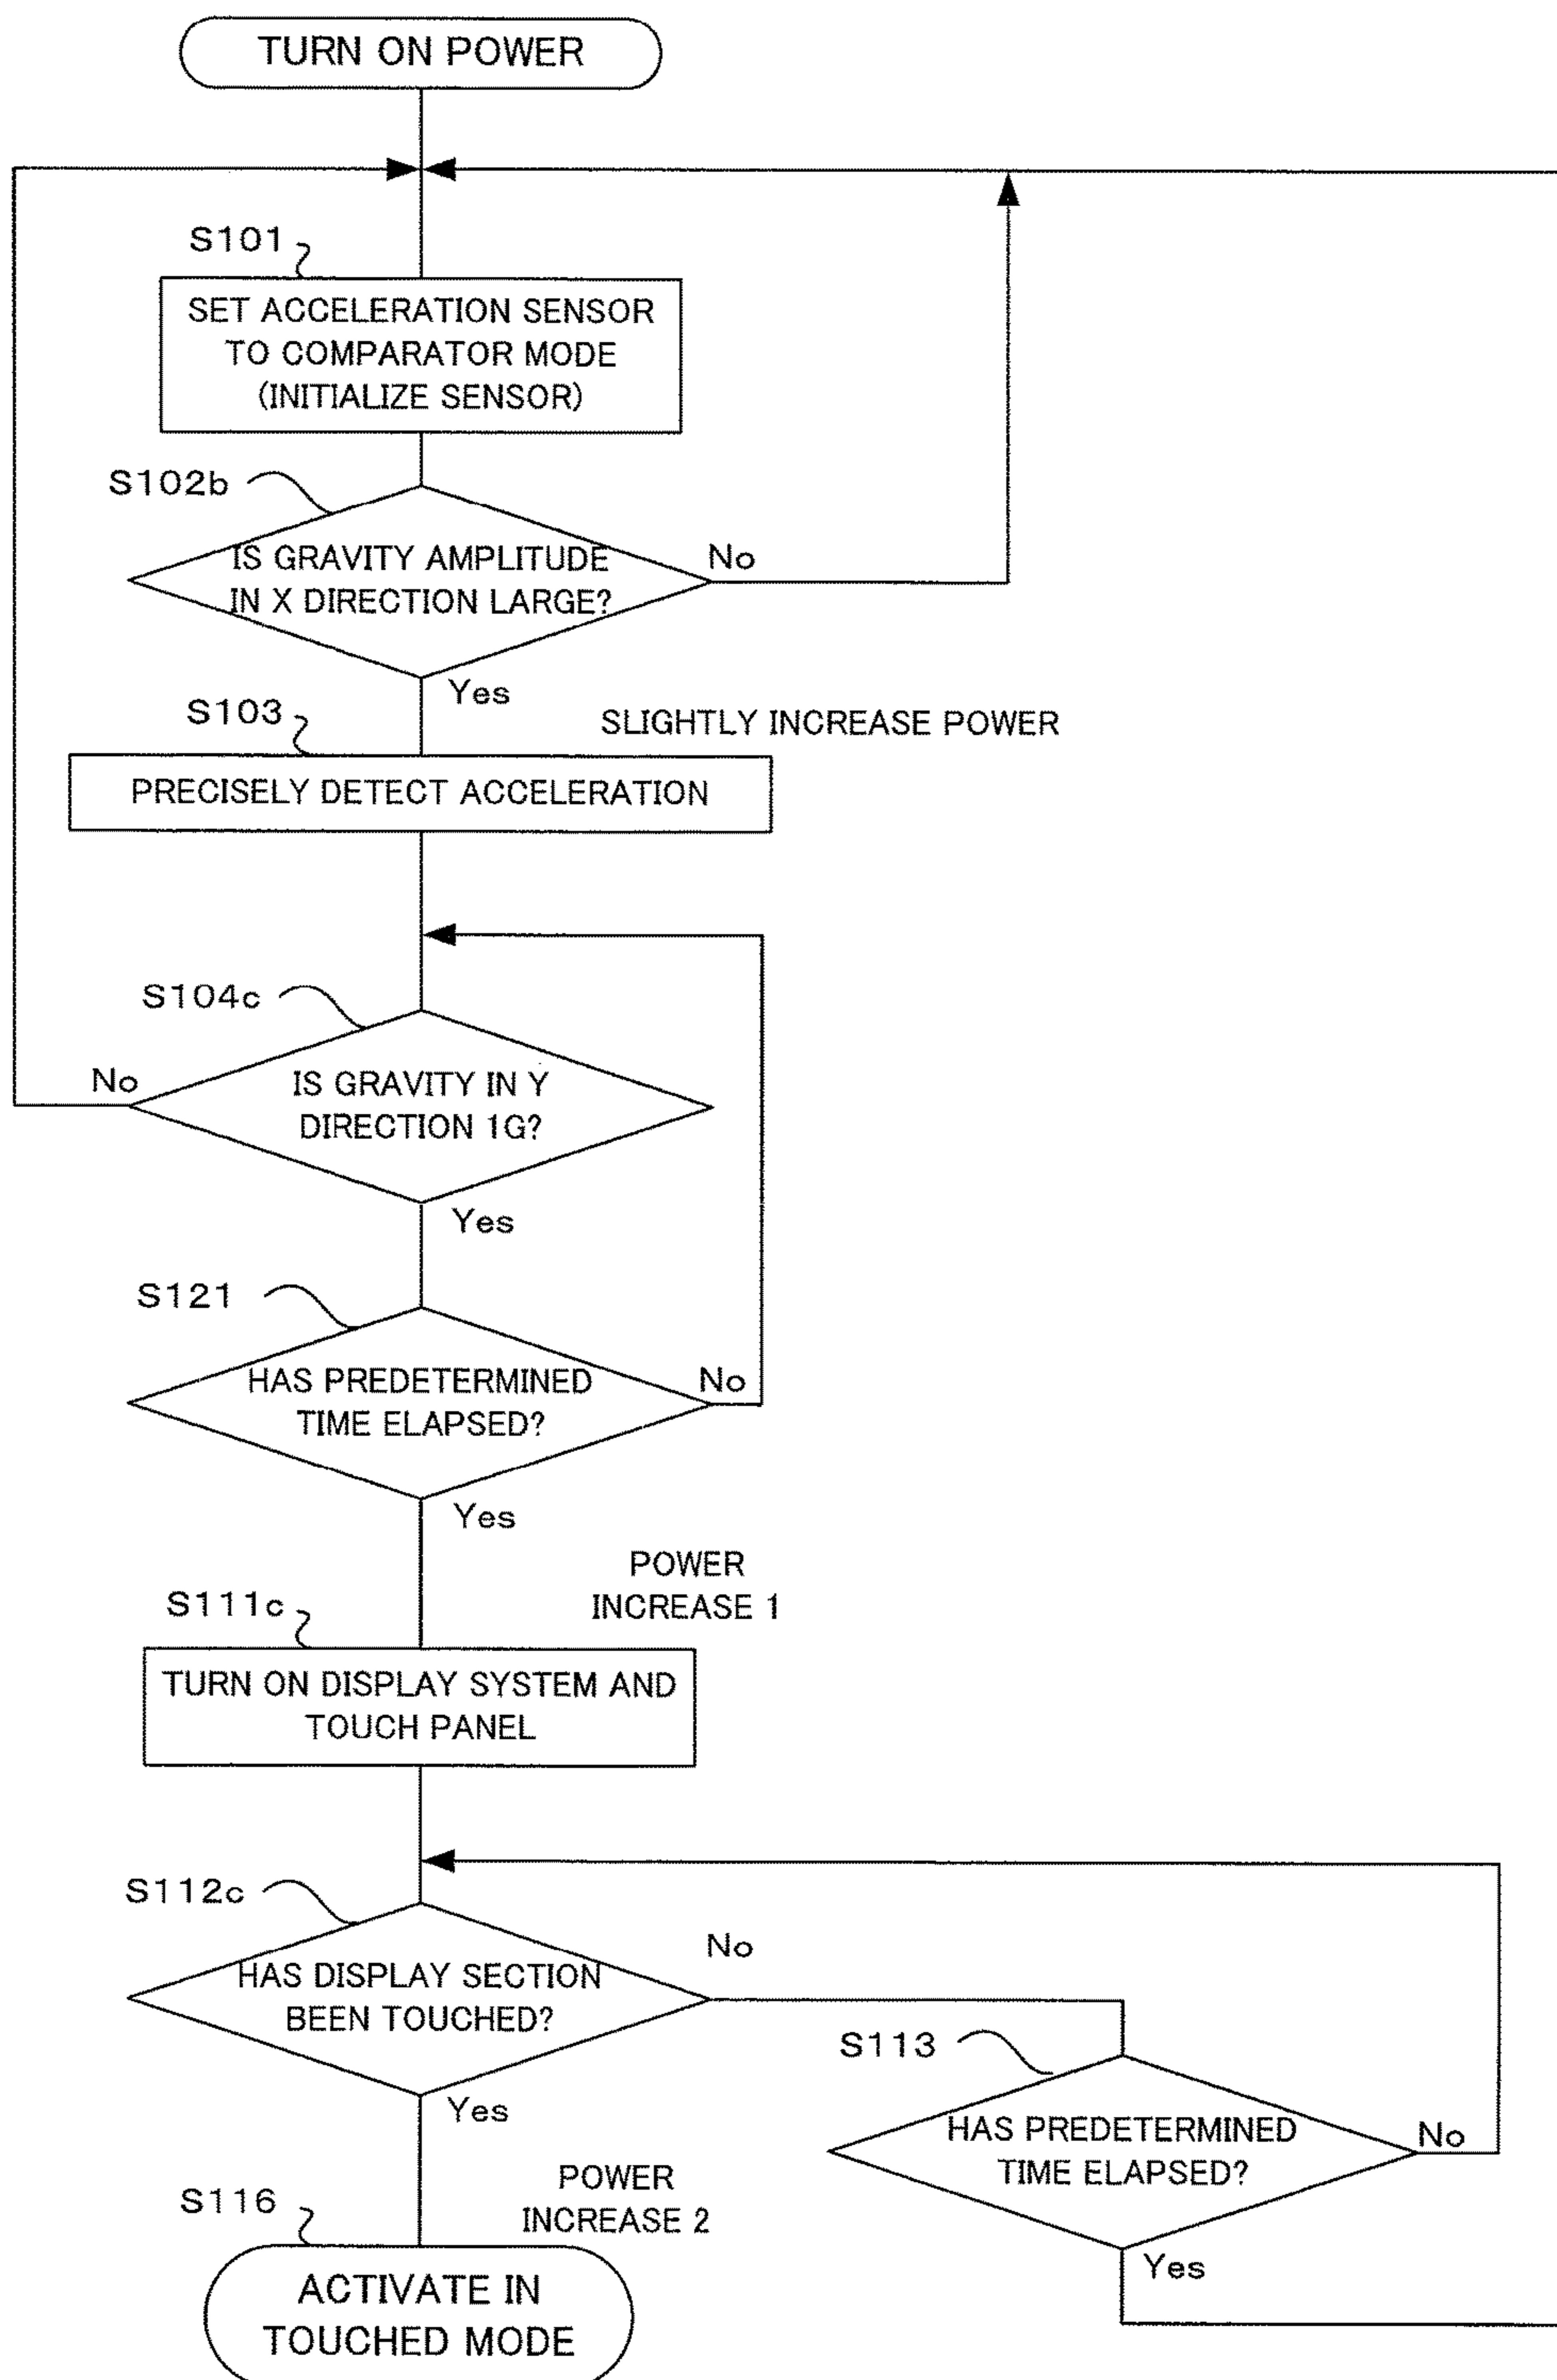 TURN ON POWER
S101
SET ACCELERATION SENSOR
TO COMPARATOR MODE
(INITIALIZE SENSOR)
S102b
IS GRAVITY AMPLITUDE
IN X DIRECTION LARGE?
No
Yes
S103
SLIGHTLY INCREASE POWER
PRECISELY DETECT ACCELERATION
S104c
No
IS GRAVITY IN Y
DIRECTION 1G?
Yes
S121
HAS PREDETERMINED
TIME ELAPSED?
No
Yes
POWER
INCREASE 1
S111c
TURN ON DISPLAY SYSTEM AND
TOUCH PANEL
S112c
No
HAS DISPLAY SECTION
BEEN TOUCHED?
Yes
S113
HAS PREDETERMINED
TIME ELAPSED?
No
Yes
POWER
INCREASE 2
S116
ACTIVATE IN
TOUCHED MODE